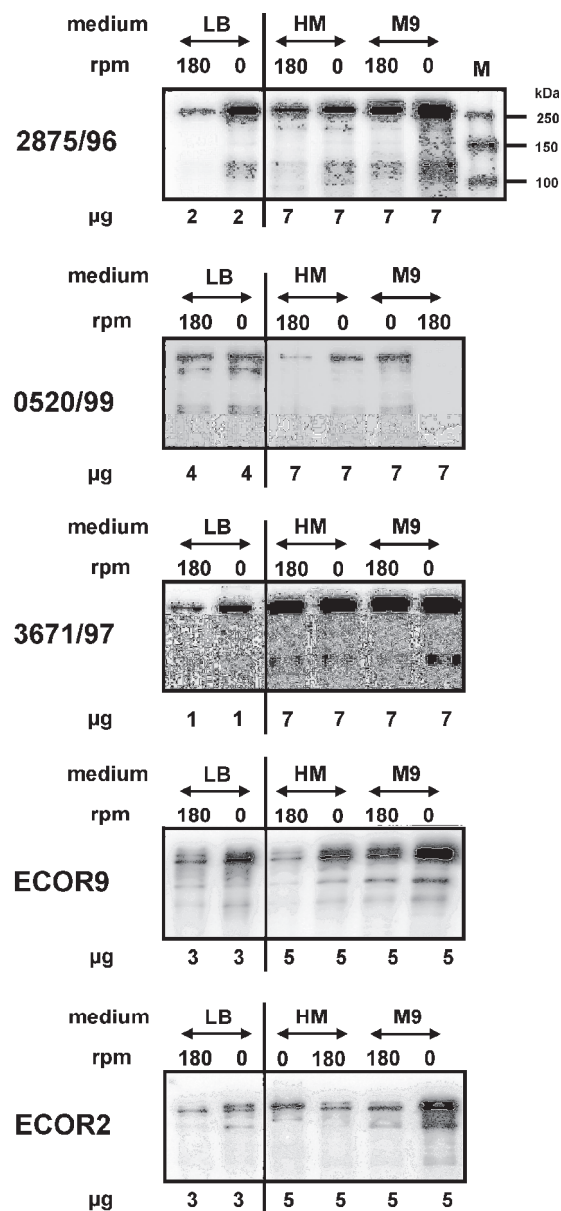 medium LB HM M9
rpm 180 0 180 0 180 0 M
kDa
2875/96
250
150
100
µg 2 2 7 7 7 7
medium LB HM M9
rpm 180 0 180 0 0 180
0520/99
µg 4 4 7 7 7 7
medium LB HM M9
rpm 180 0 180 0 180 0
3671/97
µg 1 1 7 7 7 7
medium LB HM M9
rpm 180 0 180 0 180 0
ECOR9
µg 3 3 5 5 5 5
medium LB HM M9
rpm 180 0 0 180 180 0
ECOR2
µg 3 3 5 5 5 5